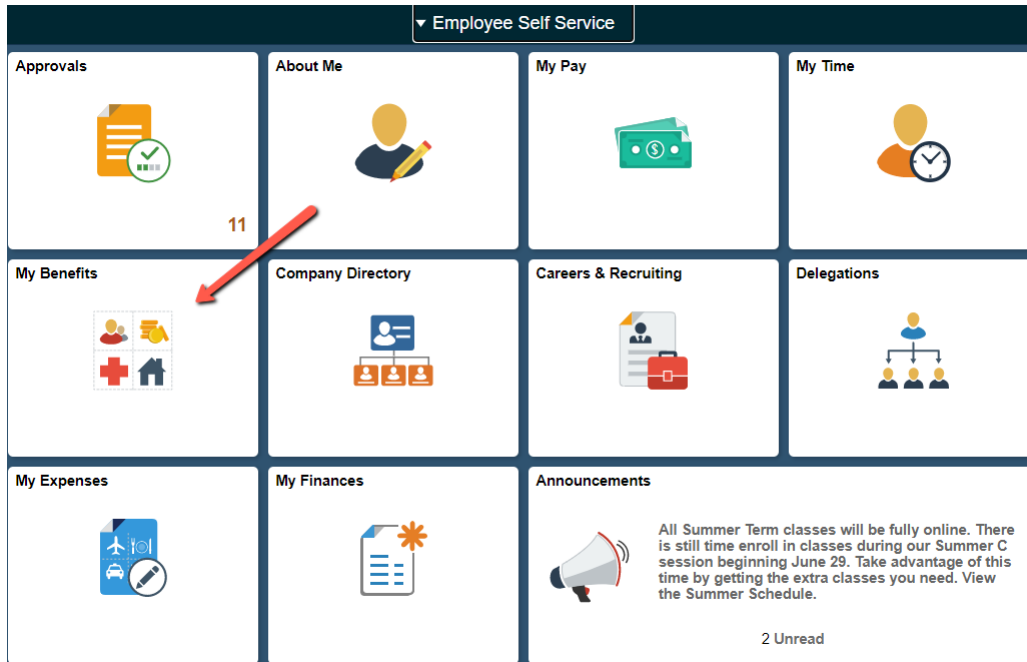 Employee Self Service
Approvals
About Me
My Pay
My Time
11
My Benefits
Company Directory
Careers & Recruiting
Delegations
My Expenses
My Finances
Announcements
All Summer Term classes will be fully online. There
is still time enroll in classes during our Summer C
session beginning June 29. Take advantage of this
time by getting the extra classes you need. View
the Summer Schedule.
2 Unread